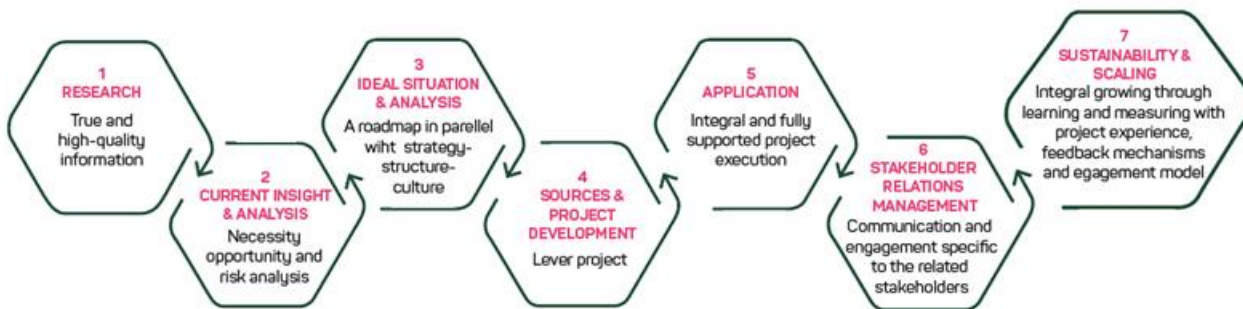 1
RESEARCH
True and
high-quality
information
2
CURRENT INSIGHT
& ANALYSIS
Necessity
opportunity and
risk analysis
3
IDEAL SITUATION
& ANALYSIS
A roadmap in parellel
wiht strategy-
structure-
culture
4
SOURCES &
PROJECT
DEVELOPMENT
Lever project
5
APPLICATION
Integral and fully
supported project
execution
6
STAKEHOLDER
RELATIONS
MANAGEMENT
Communication and
engagement specific
to the related
stakeholders
7
SUSTAINABILITY &
SCALING
Integral growing through
learning and measuring with
project experience,
feedback mechanisms
and egagement model